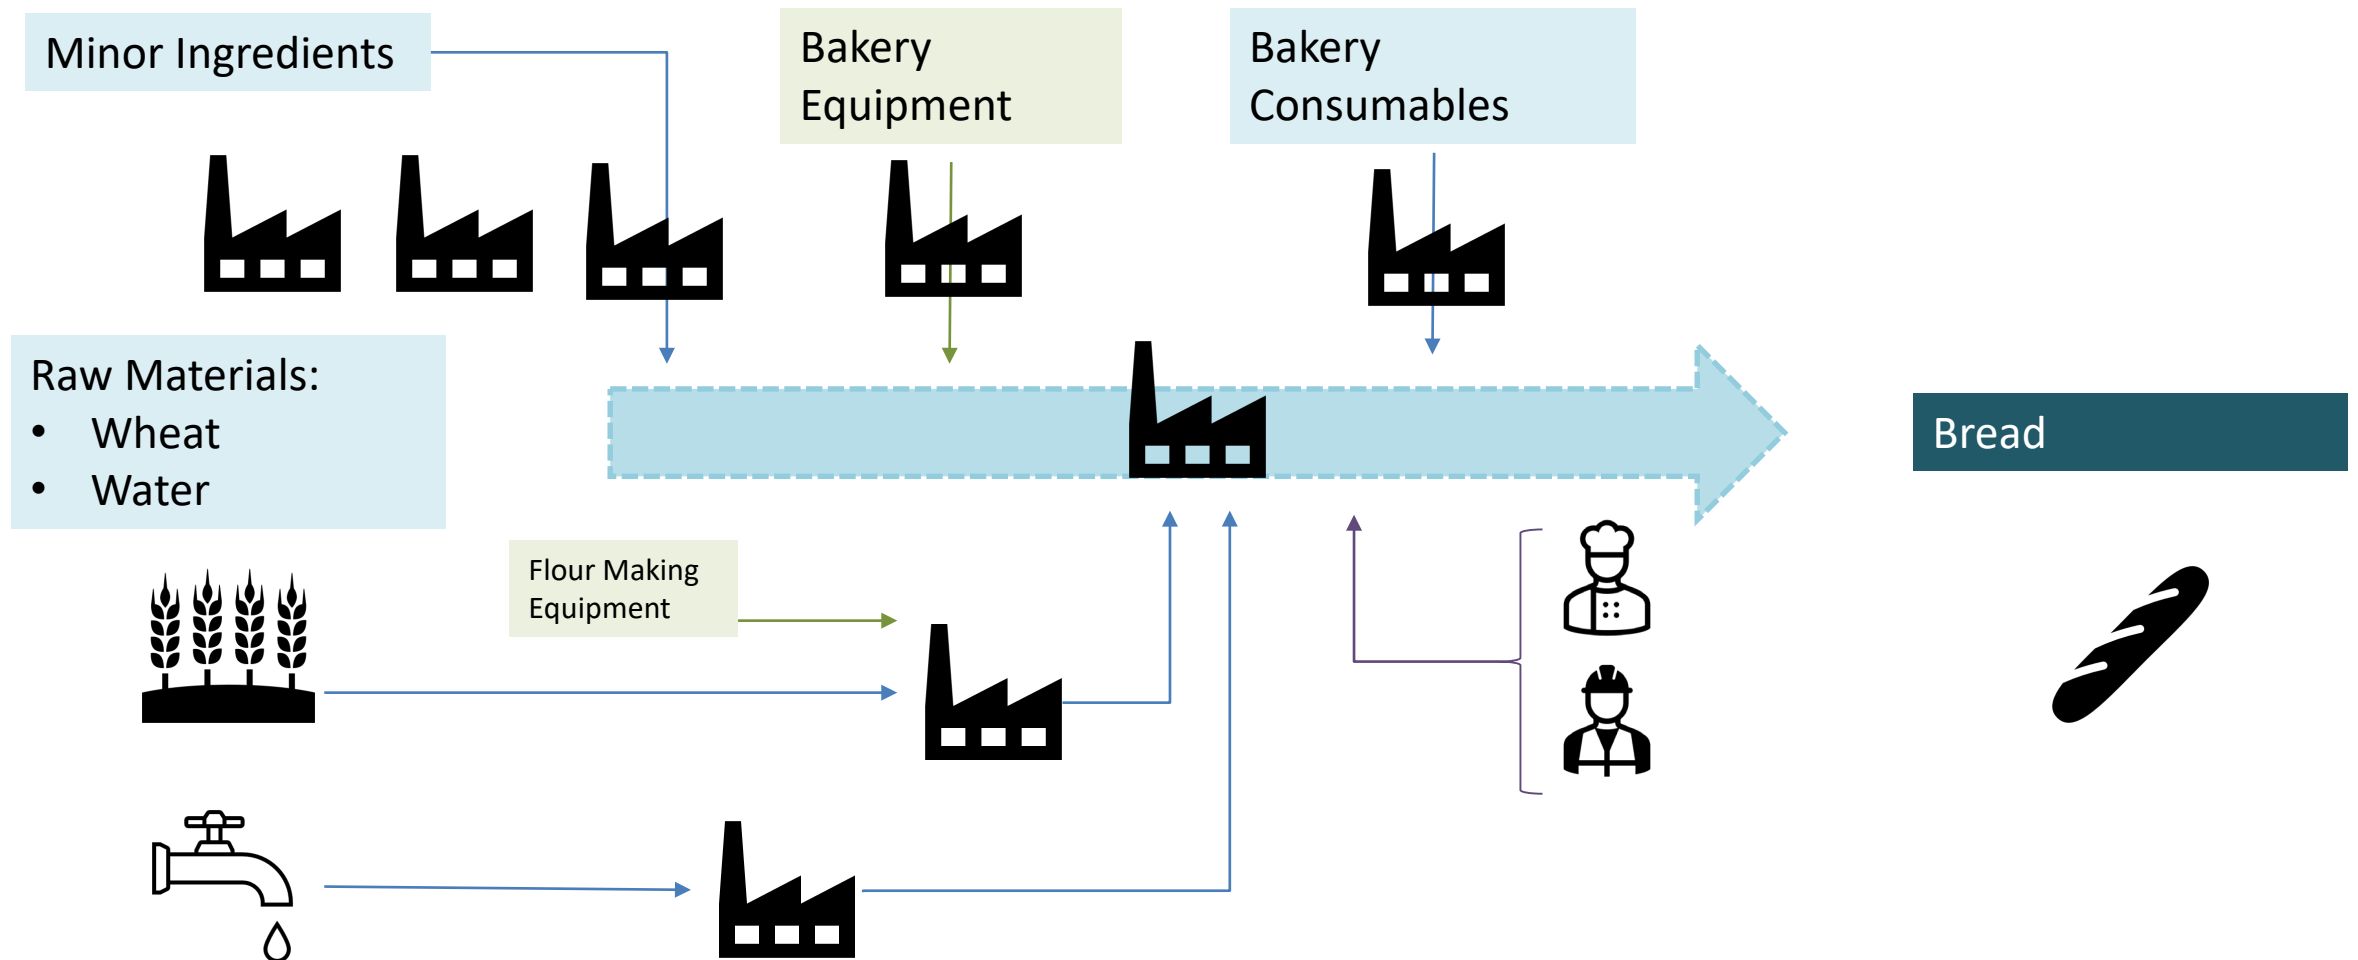 Minor Ingredients
Bakery
Equipment
Bakery
Consumables
Raw Materials:
• Wheat
• Water
Bread
Flour Making
Equipment